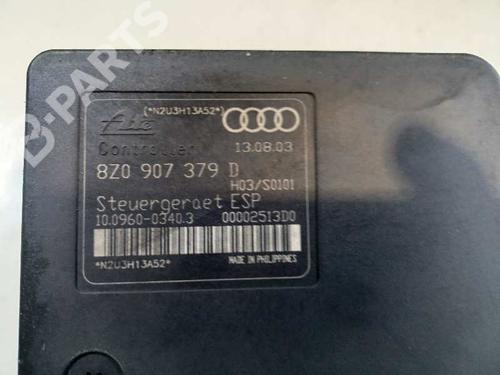 (*N2U3H13A52*)
Ate
Controller 13.08.03
8Z0 907 379 D
H03/S0101
Steuergeraet ESP
10.0960-0340.3 00002513D0
*N2U3H13A52* MADE IN PHILIPPINES
B-PARTS